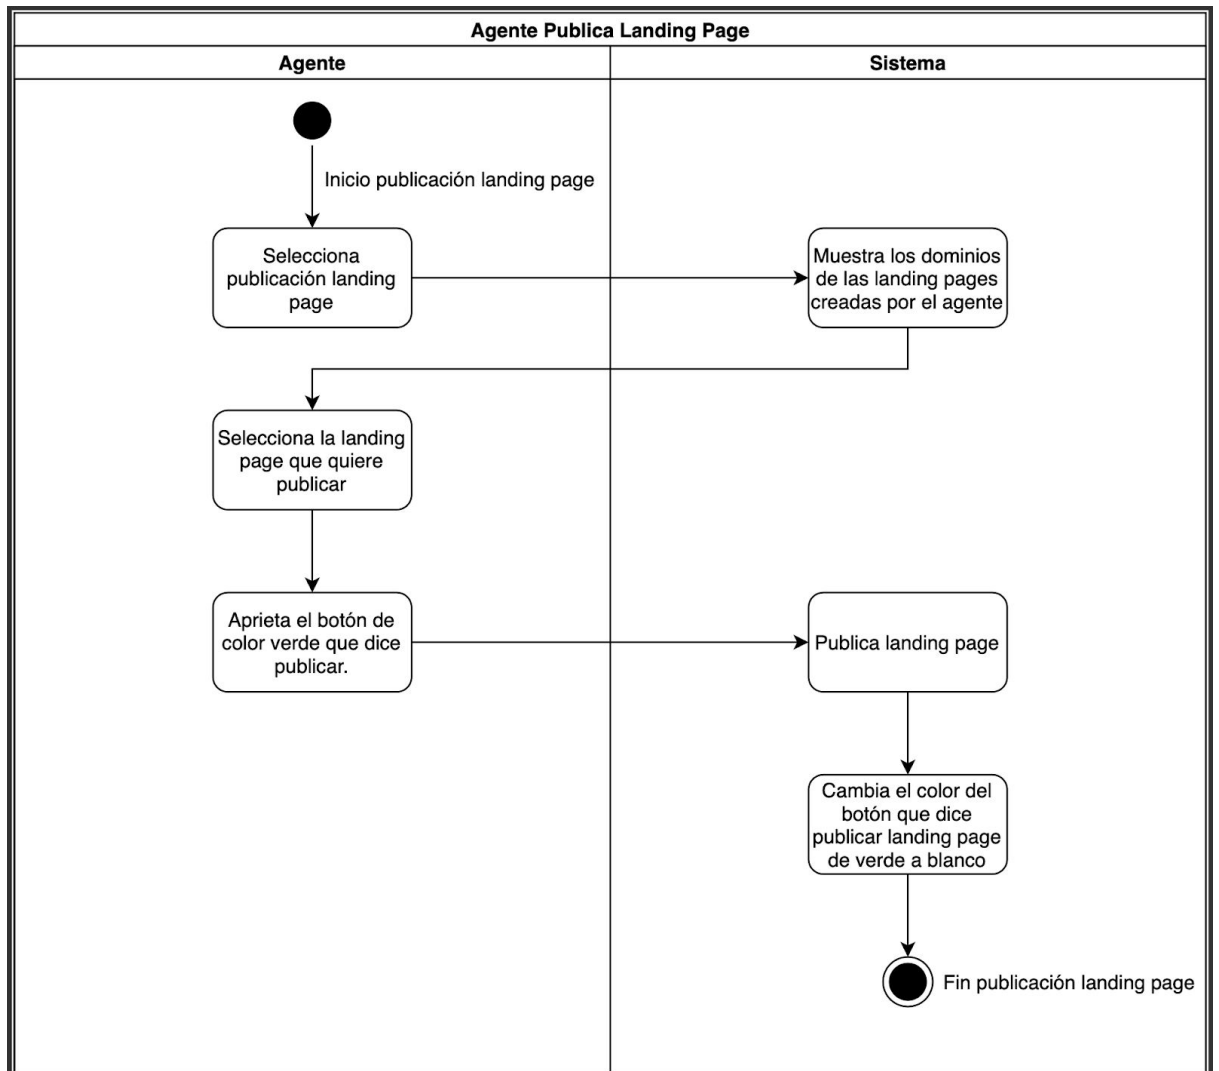 Agente Publica Landing Page
Agente
Sistema
Inicio publicación landing page
Selecciona
publicación landing
page
Muestra los dominios
de las landing pages
creadas por el agente
Selecciona la landing
page que quiere
publicar
Aprieta el botón de
color verde que dice
publicar.
Publica landing page
Cambia el color del
botón que dice
publicar landing page
de verde a blanco
Fin publicación landing page